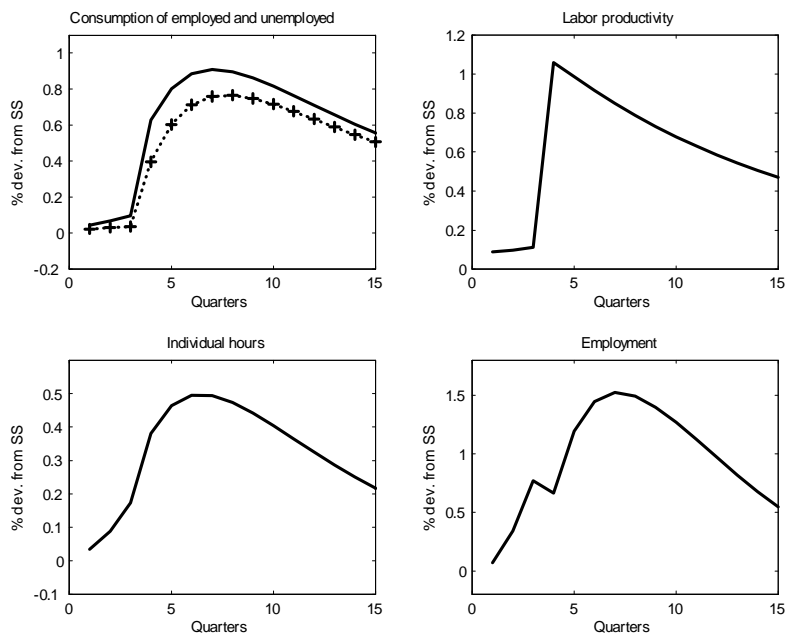 Consumption of employed and unemployed
1
0.8
0.6
0.4
0.2
0
-0.2
% dev. from SS
0 5 10 15
Quarters
Labor productivity
1.2
1
0.8
0.6
0.4
0.2
0
% dev. from SS
0 5 10 15
Quarters
Individual hours
0.5
0.4
0.3
0.2
0.1
0
-0.1
% dev. from SS
0 5 10 15
Quarters
Employment
1.5
1
0.5
0
% dev. from SS
0 5 10 15
Quarters